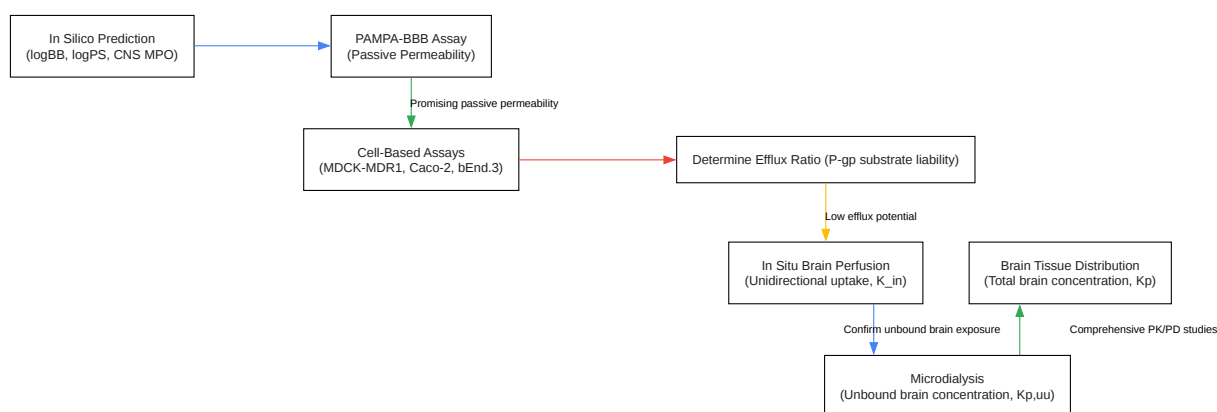 In Silico Prediction
(logBB, logPS, CNS MPO)
PAMPA-BBB Assay
(Passive Permeability)
Promising passive permeability
Cell-Based Assays
(MDCK-MDR1, Caco-2, bEnd.3)
Determine Efflux Ratio (P-gp substrate liability)
Low efflux potential
In Situ Brain Perfusion
(Unidirectional uptake, K_in)
Brain Tissue Distribution
(Total brain concentration, Kp)
Confirm unbound brain exposure
Comprehensive PK/PD studies
Microdialysis
(Unbound brain concentration, Kp,uu)